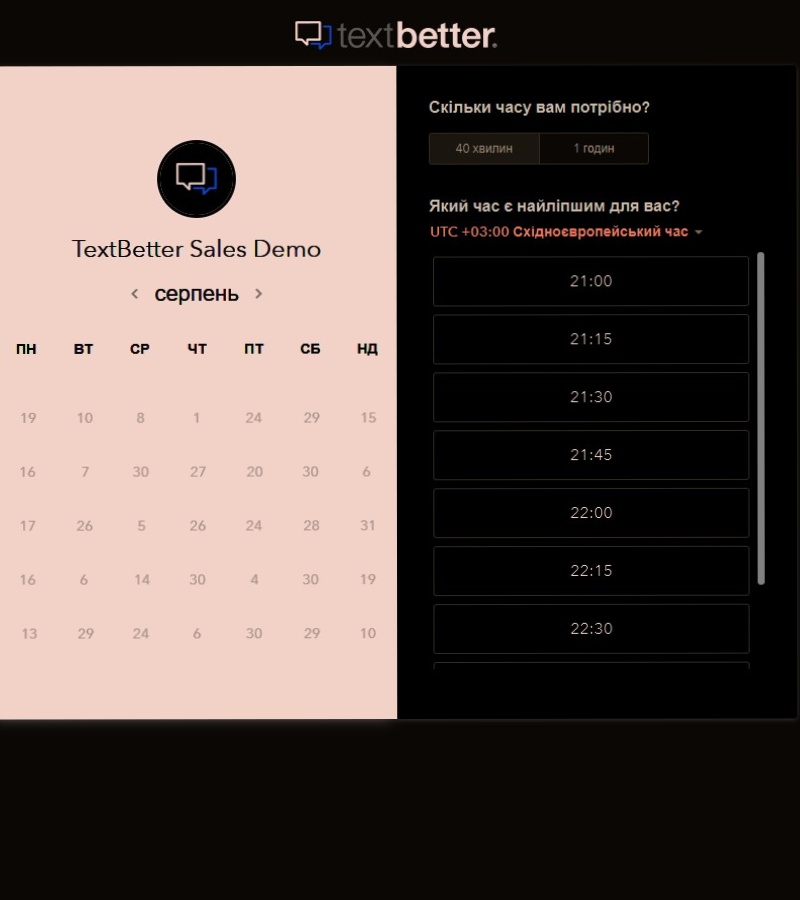 textbetter.
TextBetter Sales Demo
серпень
ПН ВТ СР ЧТ ПТ СБ НД
19 10 8 1 24 29 15
16 7 30 27 20 30 6
17 26 5 26 24 28 31
16 6 14 30 4 30 19
13 29 24 6 30 29 10
Скільки часу вам потрібно?
40 хвилин 1 годин
Який час є найліпшим для вас?
UTC +03:00 Східноєвропейський час
21:00
21:15
21:30
21:45
22:00
22:15
22:30